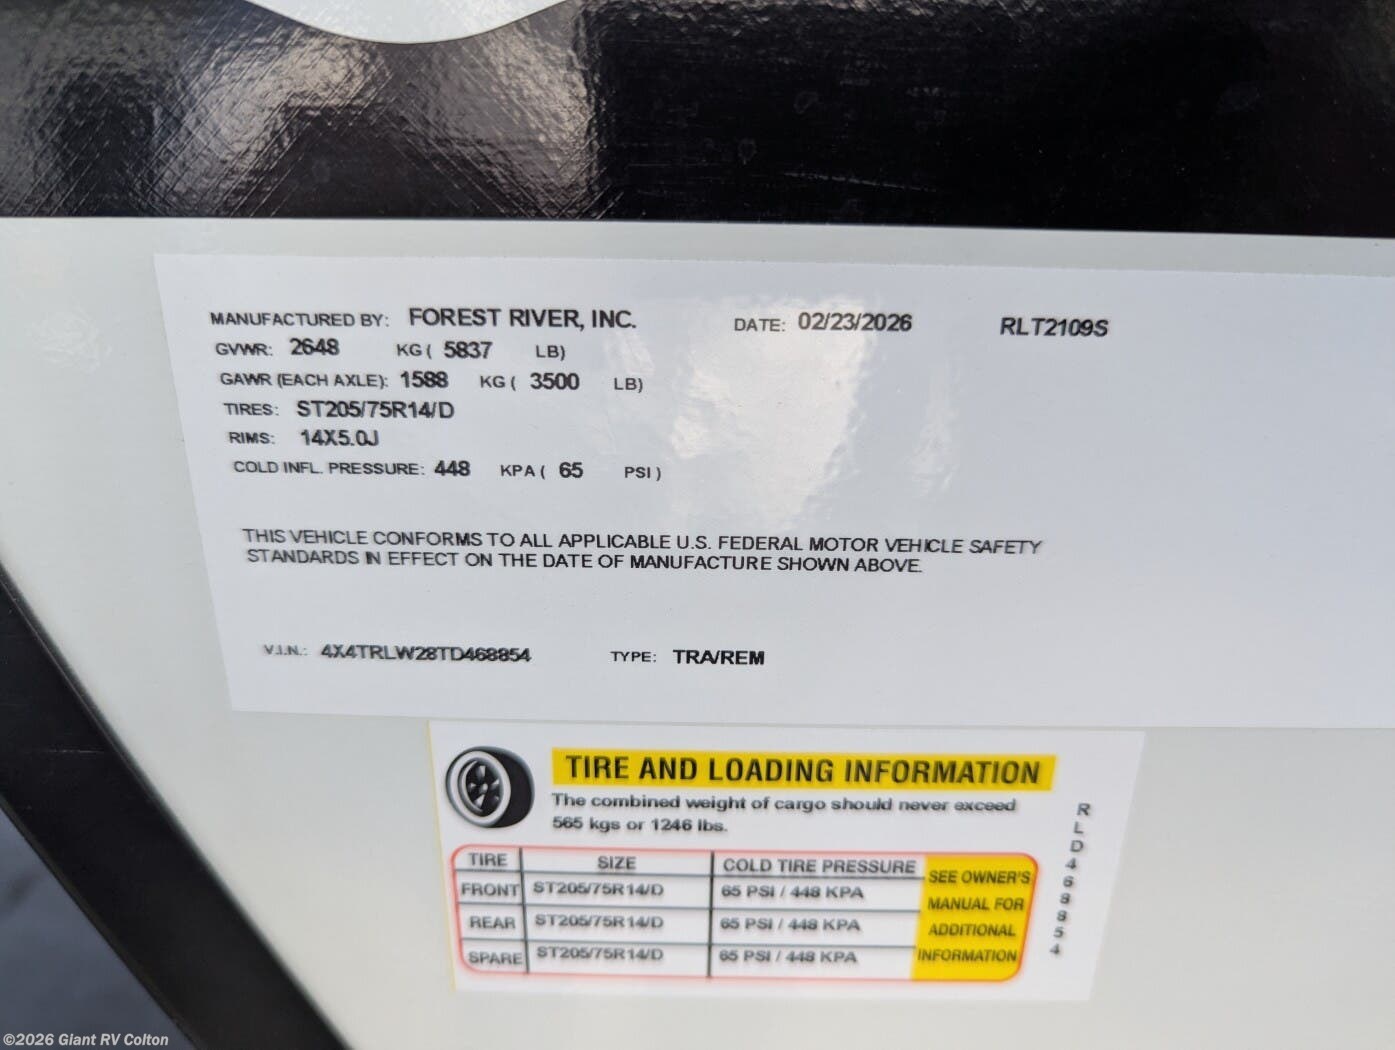 MANUFACTURED BY: FOREST RIVER, INC. DATE: 02/23/2026 RLT2109S
GVWR: 2648 KG ( 5837 LB)
GAWR (EACH AXLE): 1588 KG ( 3500 LB)
TIRES: ST205/75R14/D
RIMS: 14X5.0J
COLD INFL. PRESSURE: 448 KPA ( 65 PSI )
THIS VEHICLE CONFORMS TO ALL APPLICABLE U.S. FEDERAL MOTOR VEHICLE SAFETY
STANDARDS IN EFFECT ON THE DATE OF MANUFACTURE SHOWN ABOVE.
V.I.N.: 4X4TRLW28TD468854 TYPE: TRA/REM
TIRE AND LOADING INFORMATION
The combined weight of cargo should never exceed
565 kgs or 1246 lbs.
TIRE SIZE COLD TIRE PRESSURE
FRONT ST205/75R14/D 65 PSI / 448 KPA
REAR ST205/75R14/D 65 PSI / 448 KPA
SPARE ST205/75R14/D 65 PSI / 448 KPA
SEE OWNER'S
MANUAL FOR
ADDITIONAL
INFORMATION
RLD468854
©2026 Giant RV Colton